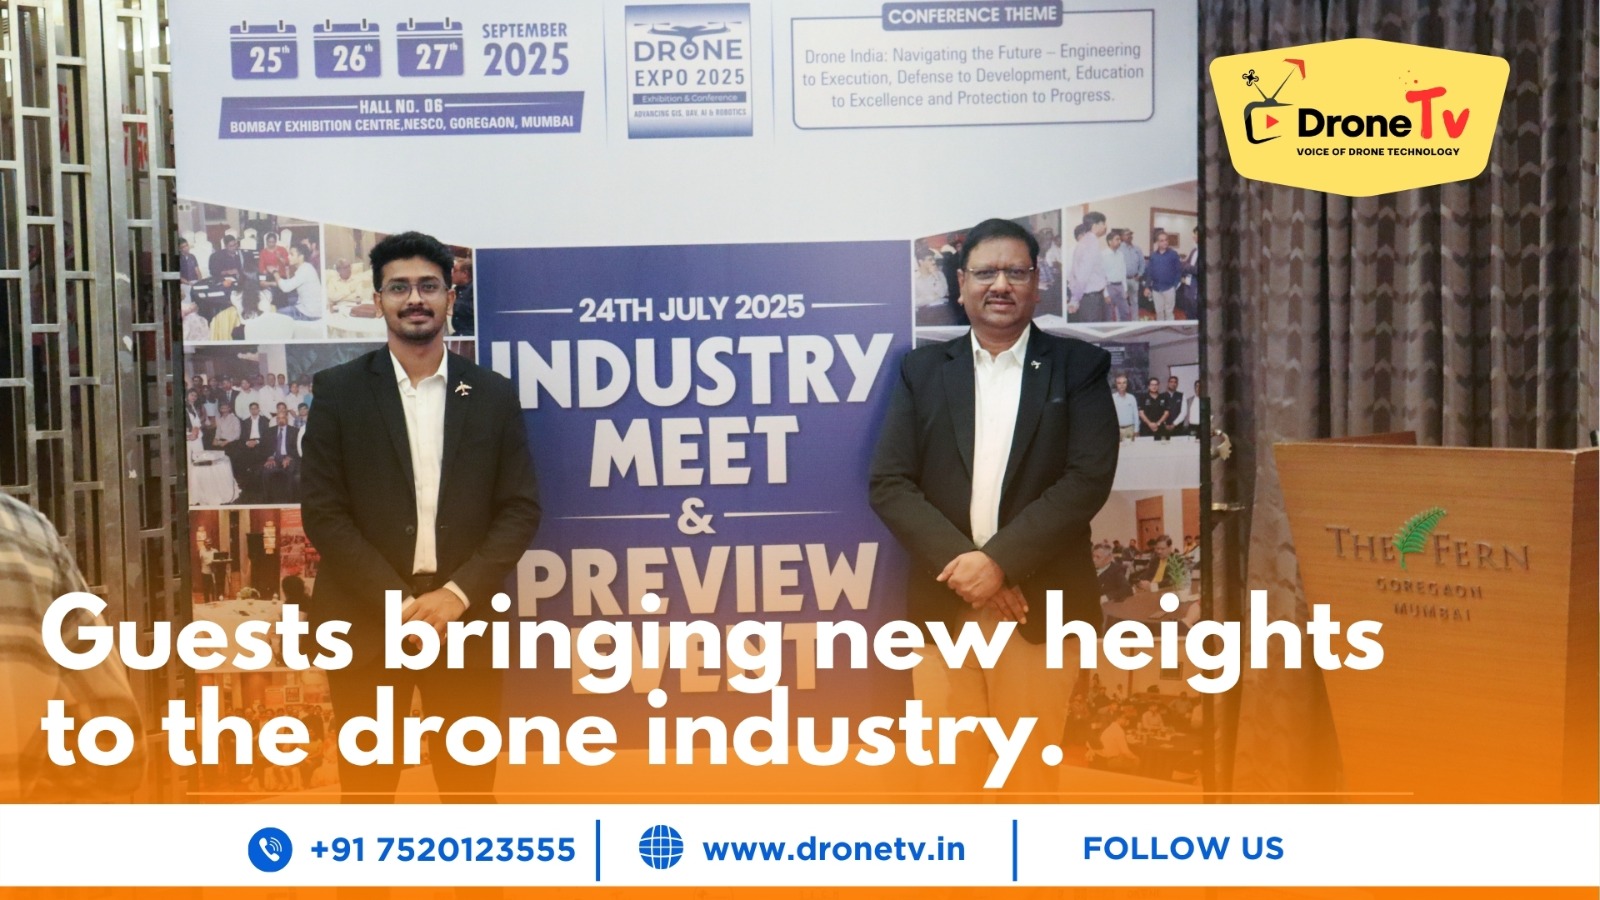 25th 26th 27th SEPTEMBER 2025
HALL NO. 06
BOMBAY EXHIBITION CENTRE,NESCO, GOREGAON, MUMBAI
DRONE
EXPO 2025
Exhibition & Conference
ADVANCING GIS, UAV, AI & ROBOTICS
CONFERENCE THEME
Drone India: Navigating the Future – Engineering
to Execution, Defense to Development, Education
to Excellence and Protection to Progress.
DroneTv
VOICE OF DRONE TECHNOLOGY
24TH JULY 2025
INDUSTRY
MEET
&
PREVIEW
EVENT
THE FERN
GOREGAON
MUMBAI
Guests bringing new heights
to the drone industry.
+91 7520123555
www.dronetv.in
FOLLOW US